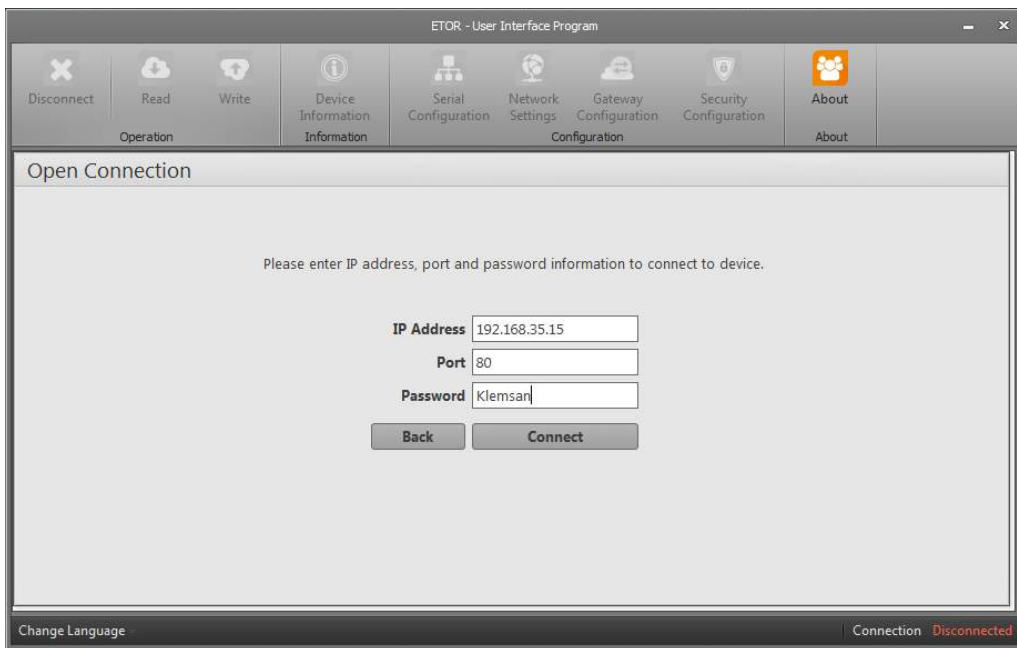 ETOR - User Interface Program
Disconnect
Read
Write
Operation
Device
Information
Information
Serial
Configuration
Network
Settings
Gateway
Configuration
Security
Configuration
Configuration
About
About
Open Connection
Please enter IP address, port and password information to connect to device.
IP Address 192.168.35.15
Port 80
Password Klemsan
Back Connect
Change Language Connection Disconnected